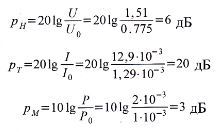 p_H = 20 lg U/U_0 = 20 lg 1,51/0.775 = 6 дБ
p_T = 20 lg I/I_0 = 20 lg 12,9·10^-3/1,29·10^-3 = 20 дБ
p_M = 10 lg P/P_0 = 10 lg 2·10^-3/1·10^-3 = 3 дБ